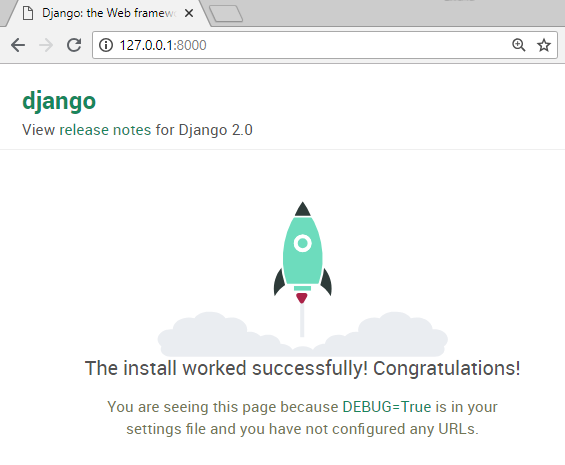 Django: the Web framew
127.0.0.1:8000
django
View release notes for Django 2.0
The install worked successfully! Congratulations!
You are seeing this page because DEBUG=True is in your
settings file and you have not configured any URLs.